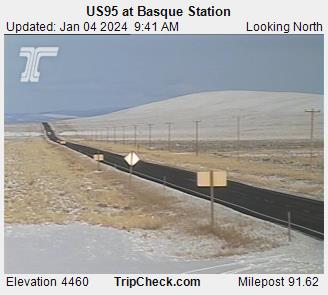 US95 at Basque Station
Updated: Jan 04 2024 9:41 AM Looking North
Elevation 4460 TripCheck.com Milepost 91.62